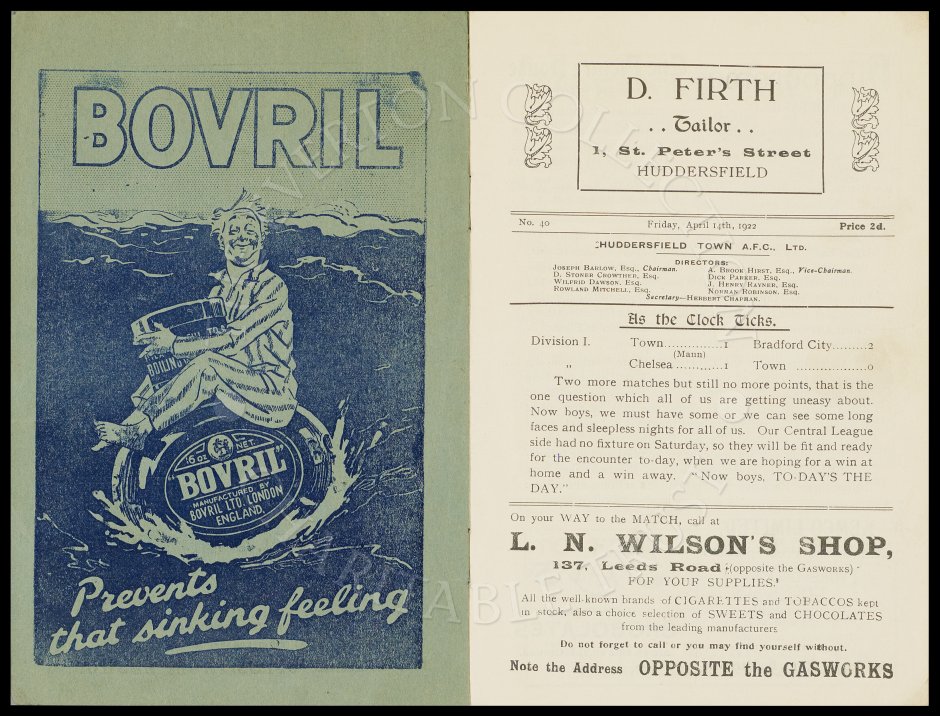 BOVRIL
6 oz NET.
"BOVRIL"
MANUFACTURED BY
BOVRIL LTD. LONDON
ENGLAND.
Prevents
that sinking feeling
D. FIRTH
. . Tailor . .
1, St. Peter's Street
HUDDERSFIELD
No. 40 Friday, April 14th, 1922 Price 2d.
HUDDERSFIELD TOWN A.F.C., LTD.
DIRECTORS:
JOSEPH BARLOW, ESQ., Chairman. A. BROOK HIRST, ESQ., Vice-Chairman.
D. STONER CROWTHER, ESQ. DICK PARKER, ESQ.
WILFRID DAWSON, ESQ. J. HENRY RAYNER, ESQ.
ROWLAND MITCHELL, ESQ. NORMAN ROBINSON, ESQ.
Secretary—HERBERT CHAPMAN.
As the Clock Ticks.
Division I. Town..............1 Bradford City.........2
(Mann)
„ Chelsea ............1 Town ..................0
Two more matches but still no more points, that is the
one question which all of us are getting uneasy about.
Now boys, we must have some or we can see some long
faces and sleepless nights for all of us. Our Central League
side had no fixture on Saturday, so they will be fit and ready
for the encounter to-day, when we are hoping for a win at
home and a win away. "Now boys, TO-DAY'S THE
DAY."
On your WAY to the MATCH, call at
L. N. WILSON'S SHOP,
137, Leeds Road (opposite the GASWORKS)
FOR YOUR SUPPLIES.
All the well-known brands of CIGARETTES and TOBACCOS kept
in stock, also a choice selection of SWEETS and CHOCOLATES
from the leading manufacturers
Do not forget to call or you may find yourself without.
Note the Address OPPOSITE the GASWORKS